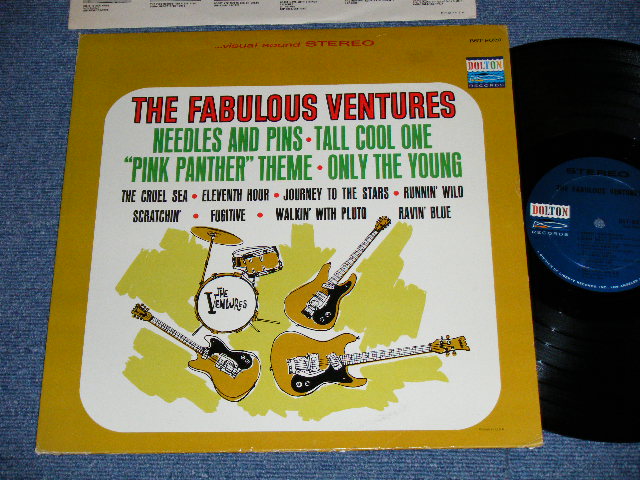 ...visual sound STEREO
DOLTON
RECORDS
THE FABULOUS VENTURES
NEEDLES AND PINS • TALL COOL ONE
"PINK PANTHER" THEME • ONLY THE YOUNG
THE CRUEL SEA • ELEVENTH HOUR • JOURNEY TO THE STARS • RUNNIN' WILD
SCRATCHIN' • FUGITIVE • WALKIN' WITH PLUTO • RAVIN' BLUE
THE
VENTURES
STEREO
THE FABULOUS VENTURE
DOLTON
RECORDS